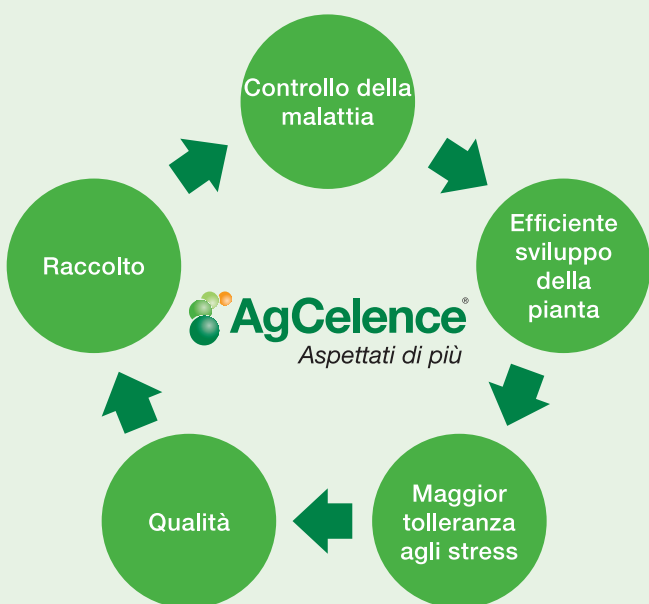 Controllo della
malattia
Efficiente
sviluppo
della
pianta
Maggior
tolleranza
agli stress
Qualità
Raccolto
AgCelence®
Aspettati di più